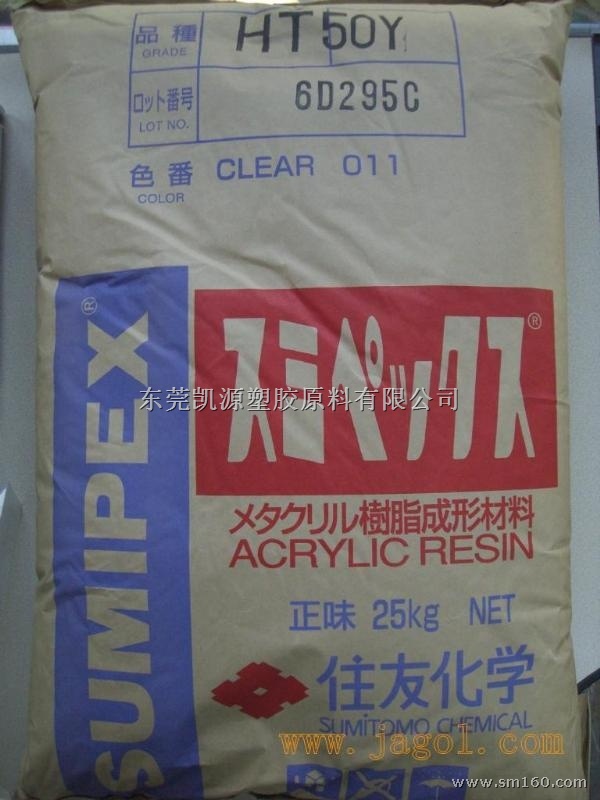 品種 HT50Y
GRADE
ロット番号 6D295C
LOT NO.
色番 CLEAR 011
COLOR
SUMIPEX®
スミペックス®
东莞凯源塑胶原料有限公司
メタクリル樹脂成形材料
ACRYLIC RESIN
正味 25kg NET
住友化学
SUMITOMO CHEMICAL
www.jagol.com
www.sm160.com